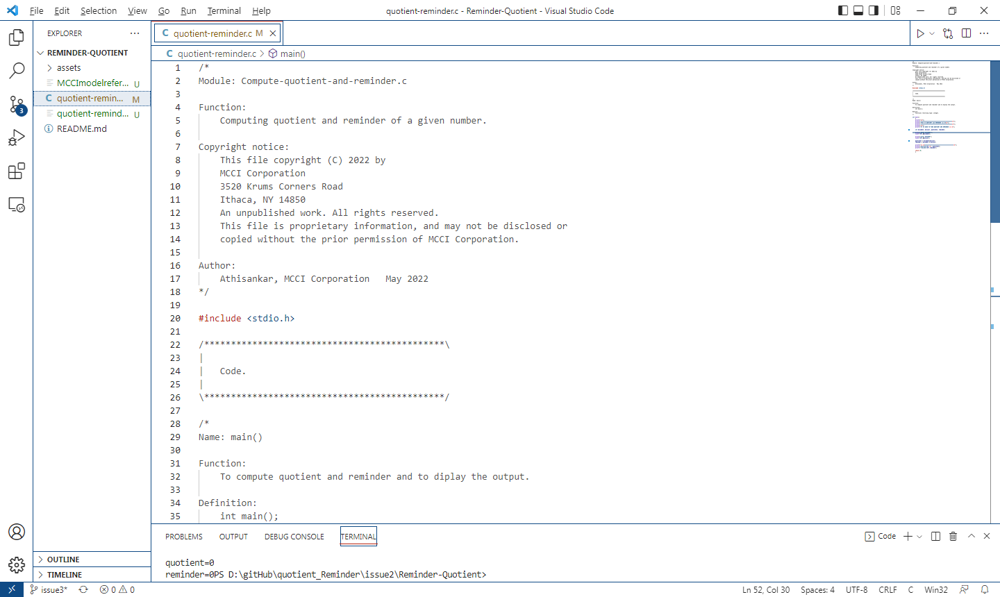 File Edit Selection View Go Run Terminal Help
quotient-reminder.c - Reminder-Quotient - Visual Studio Code
EXPLORER
REMINDER-QUOTIENT
assets
MCCImodelrefer... U
quotient-remin... M
quotient-remind... U
README.md
OUTLINE
TIMELINE
C quotient-reminder.c M
C quotient-reminder.c > main()
1 /*
2 Module: Compute-quotient-and-reminder.c
3
4 Function:
5 Computing quotient and reminder of a given number.
6
7 Copyright notice:
8 This file copyright (C) 2022 by
9 MCCI Corporation
10 3520 Krums Corners Road
11 Ithaca, NY 14850
12 An unpublished work. All rights reserved.
13 This file is proprietary information, and may not be disclosed or
14 copied without the prior permission of MCCI Corporation.
15
16 Author:
17 Athisankar, MCCI Corporation May 2022
18 */
19
20 #include <stdio.h>
21
22 /*********************************************\
23 |
24 | Code.
25 |
26 \*********************************************/
27
28 /*
29 Name: main()
30
31 Function:
32 To compute quotient and reminder and to diplay the output.
33
34 Definition:
35 int main();
PROBLEMS OUTPUT DEBUG CONSOLE TERMINAL
Code
quotient=0
reminder=0PS D:\gitHub\quotient_Reminder\issue2\Reminder-Quotient>
3
issue3* 0 0
Ln 52, Col 30 Spaces: 4 UTF-8 CRLF C Win32